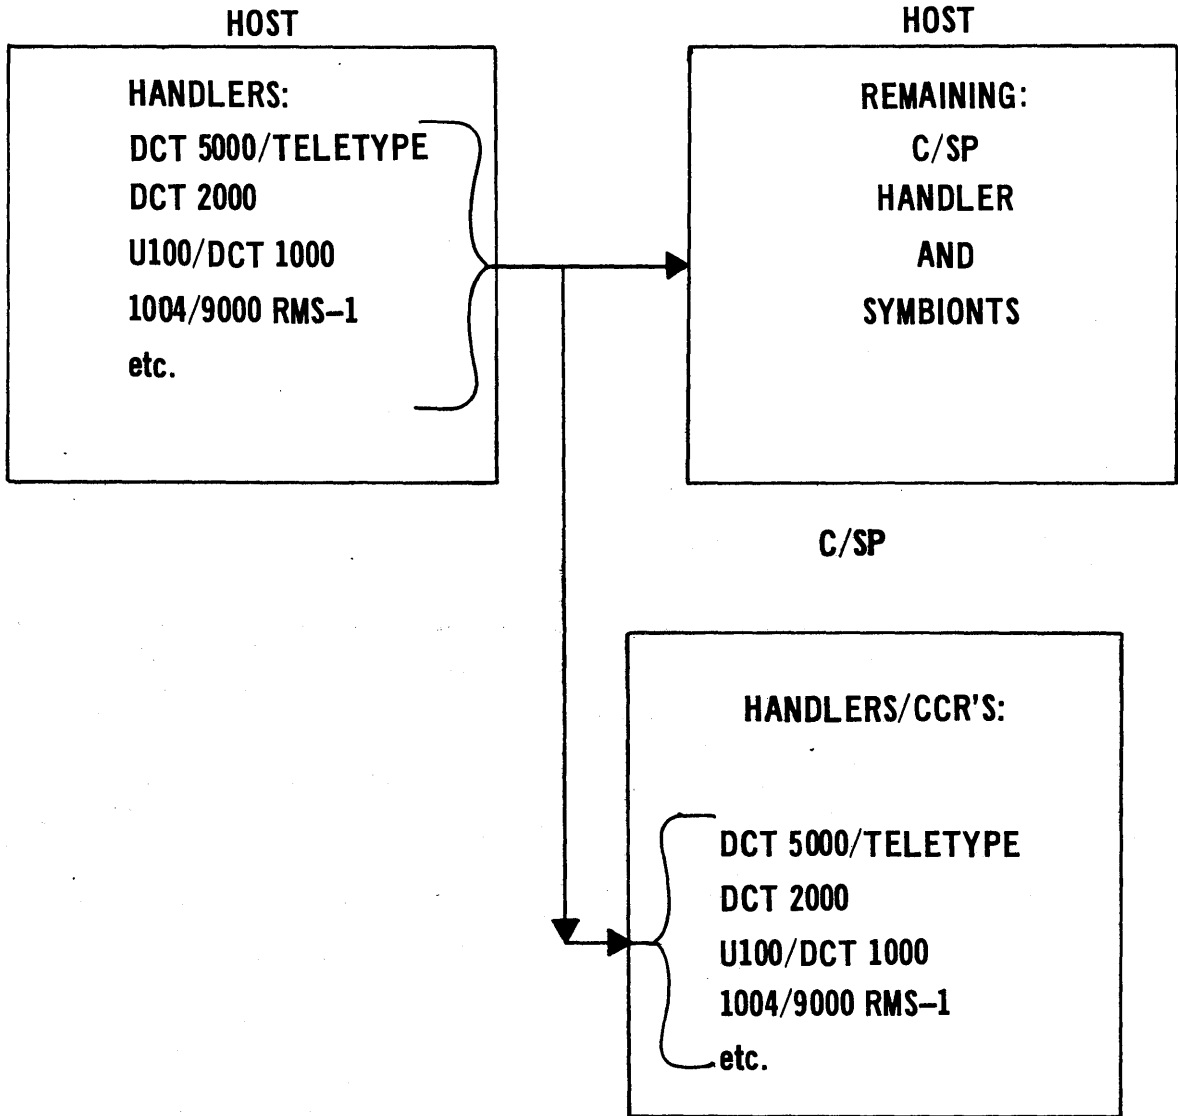 HOST
HANDLERS:
DCT 5000/TELETYPE
DCT 2000
U100/DCT 1000
1004/9000 RMS-1
etc.
HOST
REMAINING:
C/SP
HANDLER
AND
SYMBIONTS
C/SP
HANDLERS/CCR'S:
DCT 5000/TELETYPE
DCT 2000
U100/DCT 1000
1004/9000 RMS-1
etc.